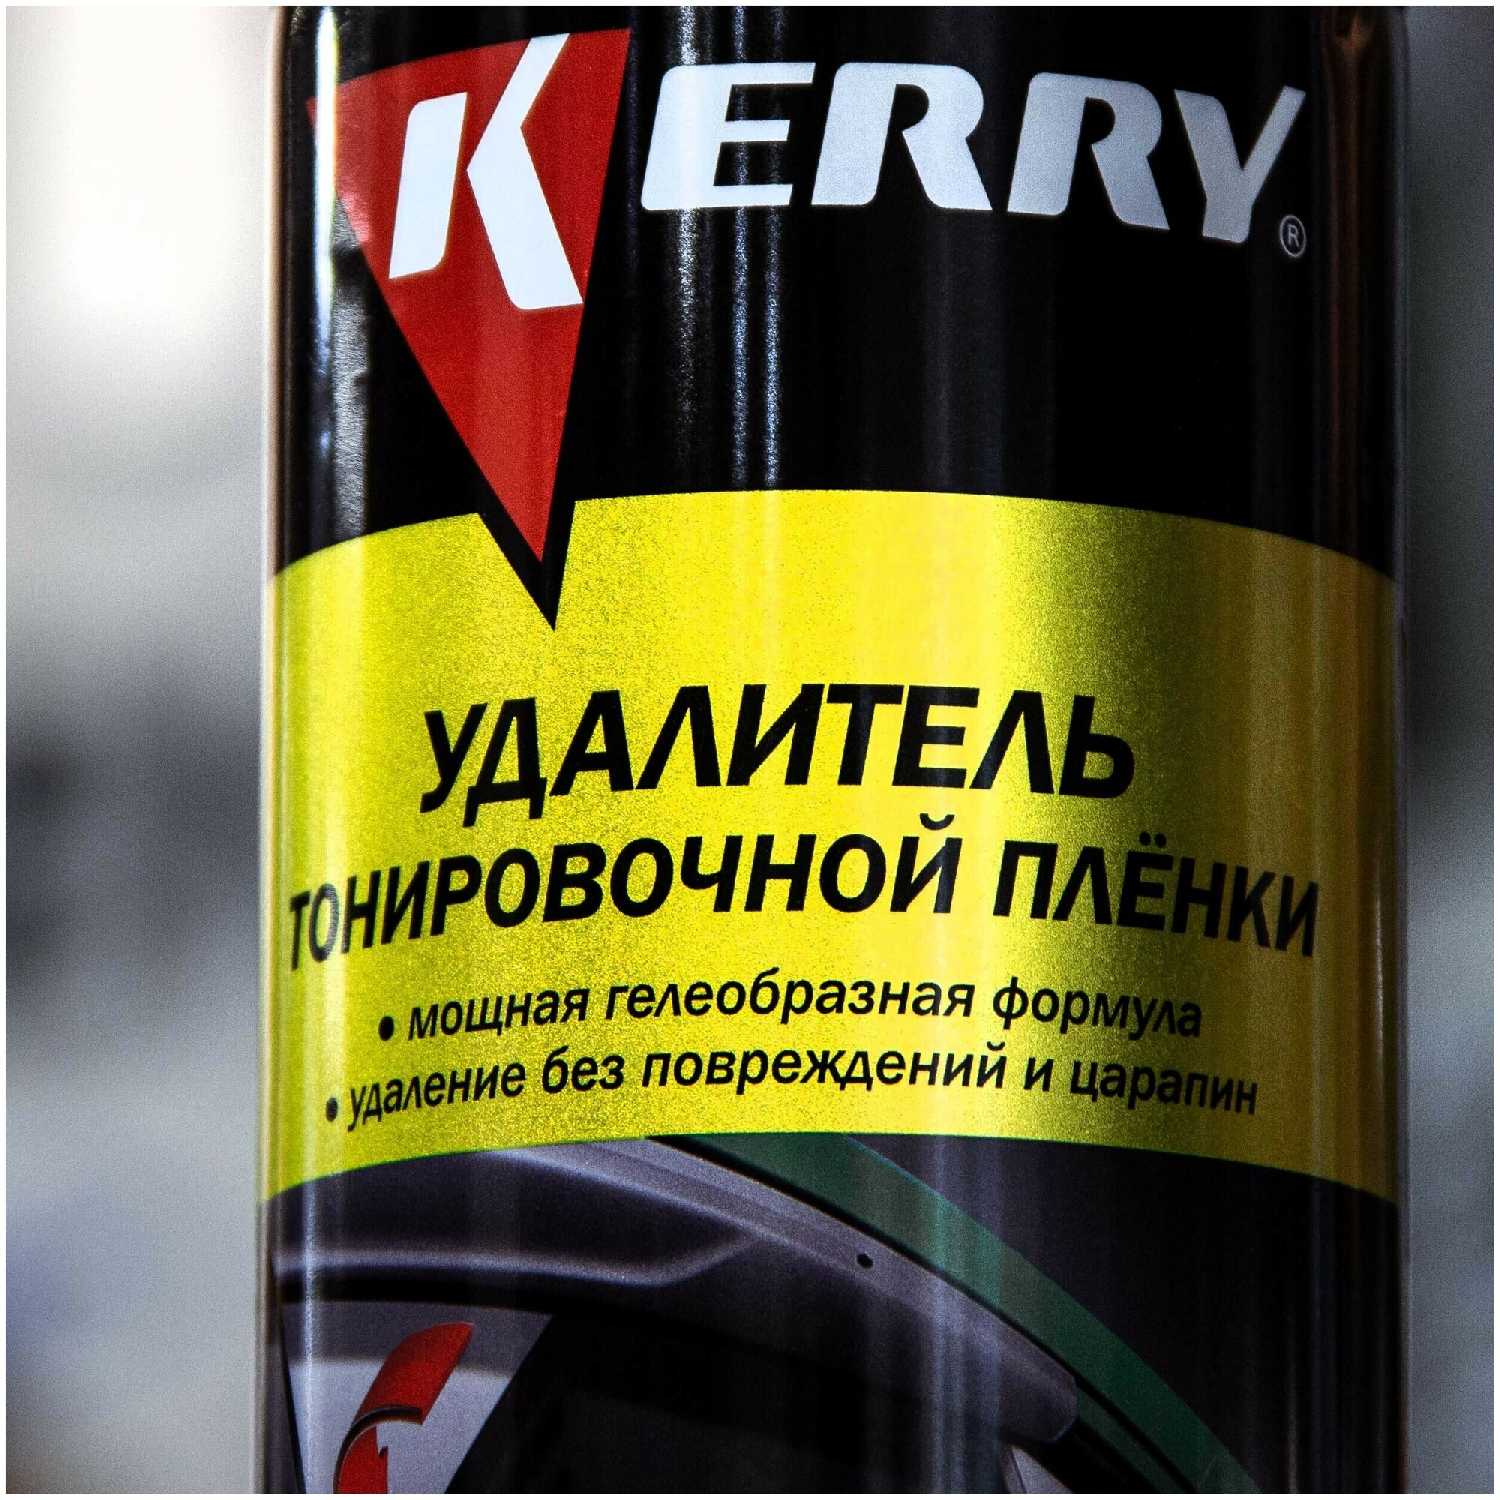 KERRY®
УДАЛИТЕЛЬ
ТОНИРОВОЧНОЙ ПЛЁНКИ
• мощная гелеобразная формула
• удаление без повреждений и царапин